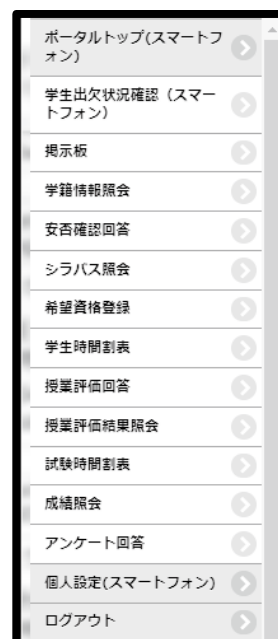 ポータルトップ(スマートフ
ォン)
学生出欠状況確認（スマー
トフォン）
掲示板
学籍情報照会
安否確認回答
シラバス照会
希望資格登録
学生時間割表
授業評価回答
授業評価結果照会
試験時間割表
成績照会
アンケート回答
個人設定(スマートフォン)
ログアウト